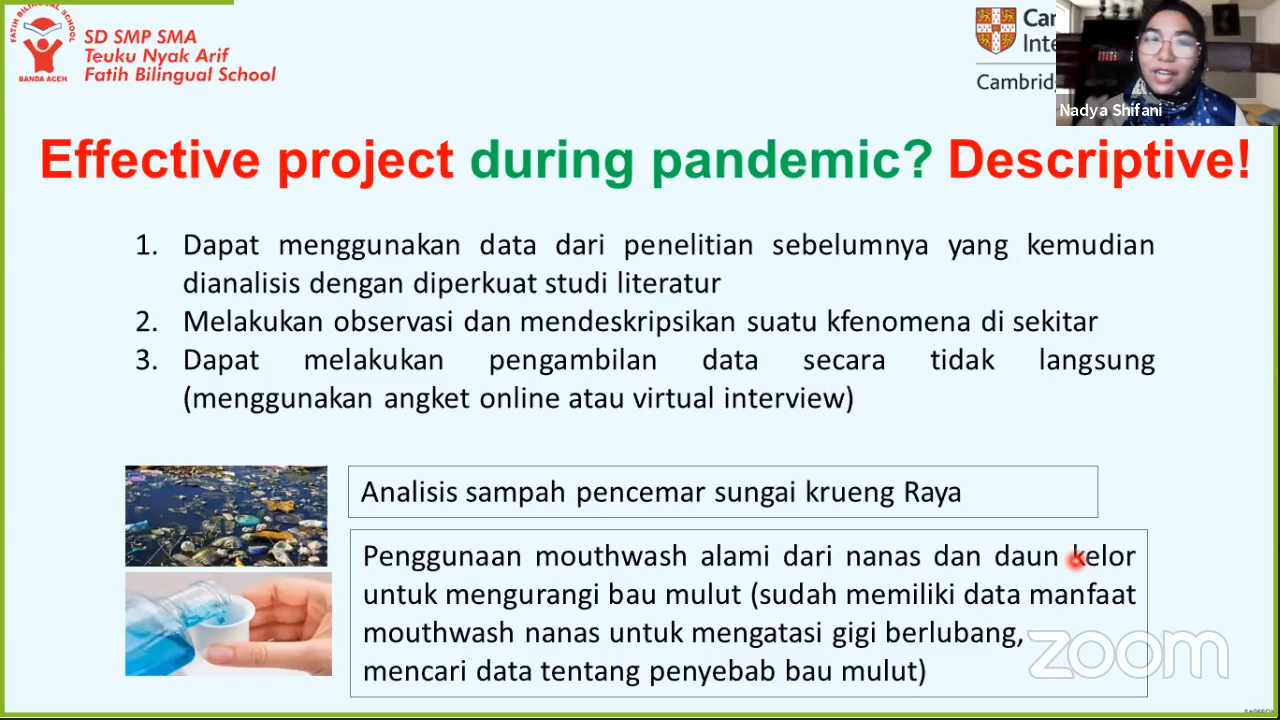 FATIH BILINGUAL SCHOOL
BANDA ACEH
SD SMP SMA
Teuku Nyak Arif
Fatih Bilingual School
Nadya Shifani
Effective project during pandemic? Descriptive!
1. Dapat menggunakan data dari penelitian sebelumnya yang kemudian
dianalisis dengan diperkuat studi literatur
2. Melakukan observasi dan mendeskripsikan suatu kfenomena di sekitar
3. Dapat melakukan pengambilan data secara tidak langsung
(menggunakan angket online atau virtual interview)
Analisis sampah pencemar sungai krueng Raya
Penggunaan mouthwash alami dari nanas dan daun kelor
untuk mengurangi bau mulut (sudah memiliki data manfaat
mouthwash nanas untuk mengatasi gigi berlubang,
mencari data tentang penyebab bau mulut)
zoom